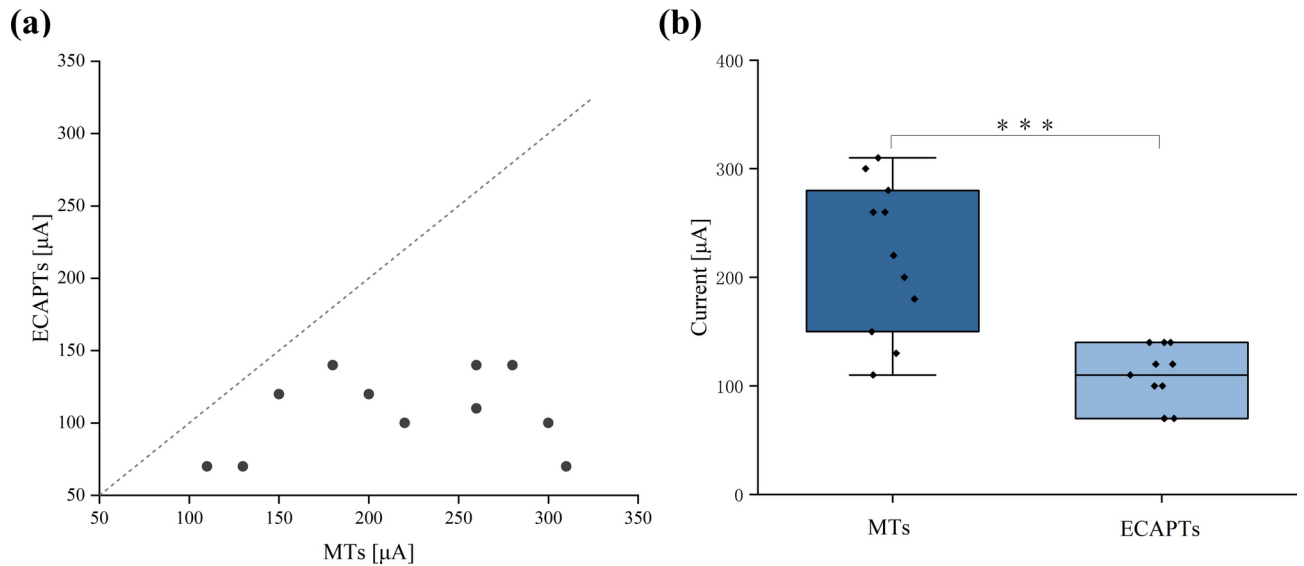 (a)
350
300
250
200
150
100
50
ECAPTs [μA]
50 100 150 200 250 300 350
MTs [μA]
(b)
400
300
200
100
0
Current [μA]
***
MTs ECAPTs